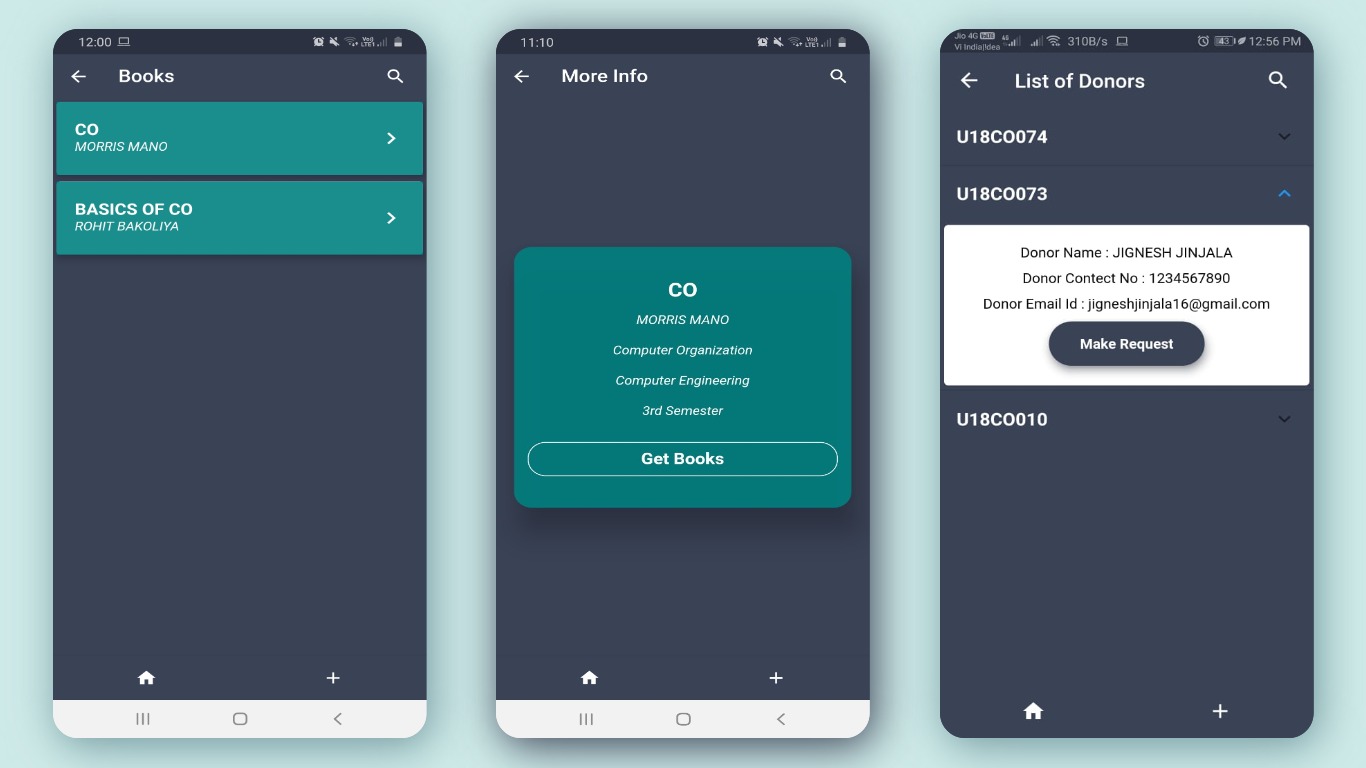 12:00
Books
CO
MORRIS MANO
BASICS OF CO
ROHIT BAKOLIYA
11:10
More Info
CO
MORRIS MANO
Computer Organization
Computer Engineering
3rd Semester
Get Books
Jio 4G VoLTE
Vi India|Idea
4G
310B/s
43
12:56 PM
List of Donors
U18CO074
U18CO073
Donor Name : JIGNESH JINJALA
Donor Contect No : 1234567890
Donor Email Id : jigneshjinjala16@gmail.com
Make Request
U18CO010